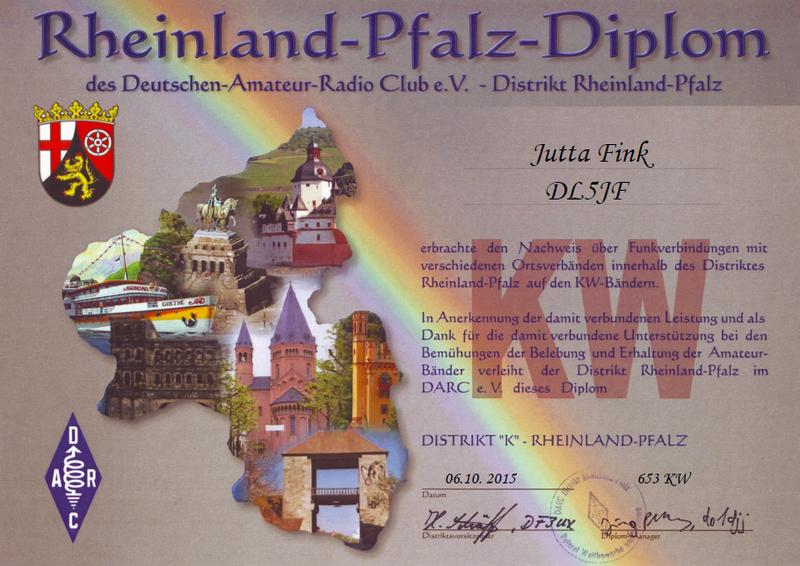 Rheinland-Pfalz-Diplom
des Deutschen-Amateur-Radio Club e.V. - Distrikt Rheinland-Pfalz
Jutta Fink
DL5JF
erbrachte den Nachweis über Funkverbindungen mit
verschiedenen Ortsverbänden innerhalb des Distriktes
Rheinland-Pfalz auf den KW-Bändern.
KW
In Anerkennung der damit verbundenen Leistung und als
Dank für die damit verbundene Unterstützung bei den
Bemühungen der Belebung und Erhaltung der Amateur-
Bänder verleiht der Distrikt Rheinland-Pfalz im
DARC e. V. dieses Diplom
GOETHE
DARC
DISTRIKT "K" - RHEINLAND-PFALZ
06.10. 2015
653 KW
Datum
DF3UX
do1djj
Distriktsvorsitzender
Diplom-Manager